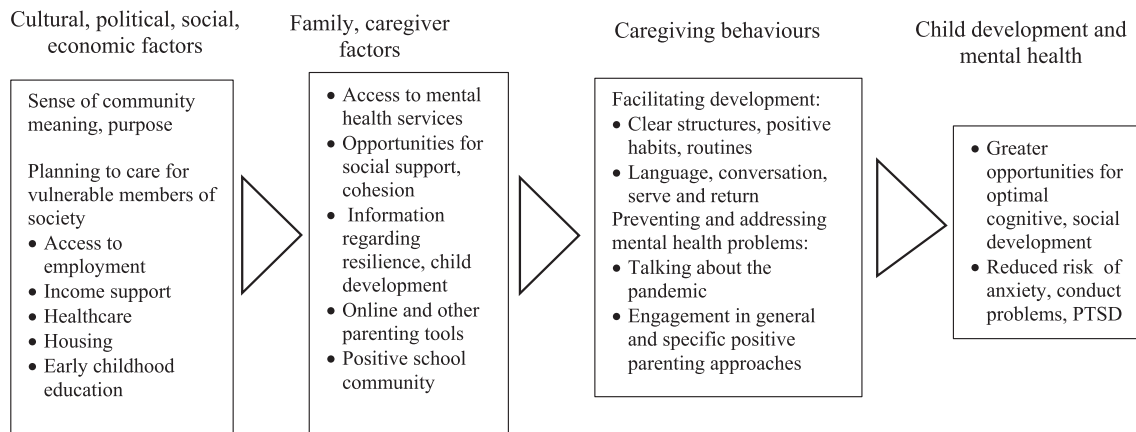 Cultural, political, social,
economic factors
Sense of community
meaning, purpose
Planning to care for
vulnerable members of
society
• Access to
employment
• Income support
• Healthcare
• Housing
• Early childhood
education
Family, caregiver
factors
• Access to mental
health services
• Opportunities for
social support,
cohesion
• Information
regarding
resilience, child
development
• Online and other
parenting tools
• Positive school
community
Caregiving behaviours
Facilitating development:
• Clear structures, positive
habits, routines
• Language, conversation,
serve and return
Preventing and addressing
mental health problems:
• Talking about the
pandemic
• Engagement in general
and specific positive
parenting approaches
Child development and
mental health
• Greater
opportunities for
optimal
cognitive, social
development
• Reduced risk of
anxiety, conduct
problems, PTSD